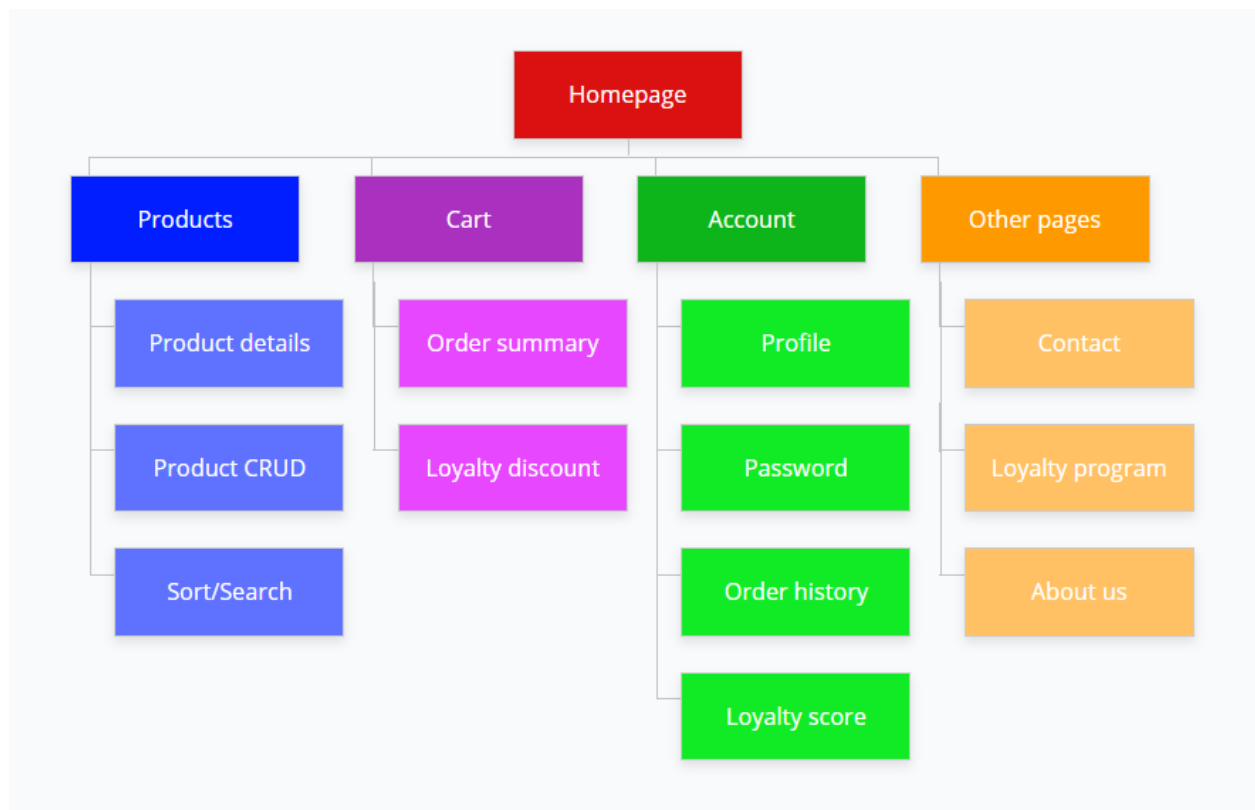 Homepage
Products
Cart
Account
Other pages
Product details
Order summary
Profile
Contact
Product CRUD
Loyalty discount
Password
Loyalty program
Sort/Search
Order history
About us
Loyalty score